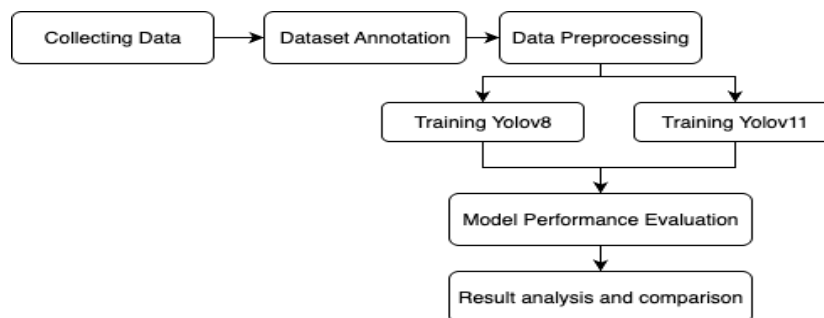 Collecting Data
Dataset Annotation
Data Preprocessing
Training Yolov8
Training Yolov11
Model Performance Evaluation
Result analysis and comparison